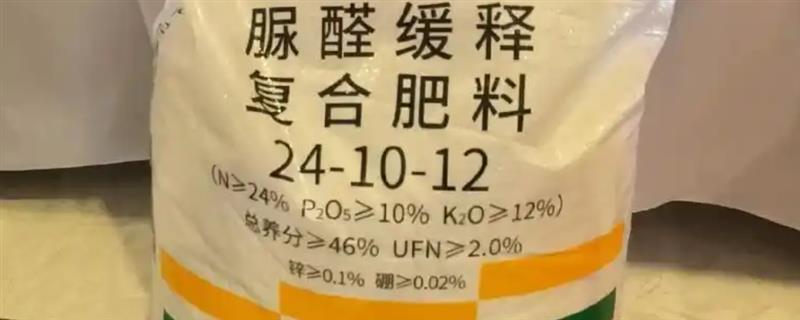 脲醛缓释
复合肥料
24-10-12
(N≥24% P₂O₅≥10% K₂O≥12%)
总养分≥46% UFN≥2.0%
锌≥0.1% 硼≥0.02%